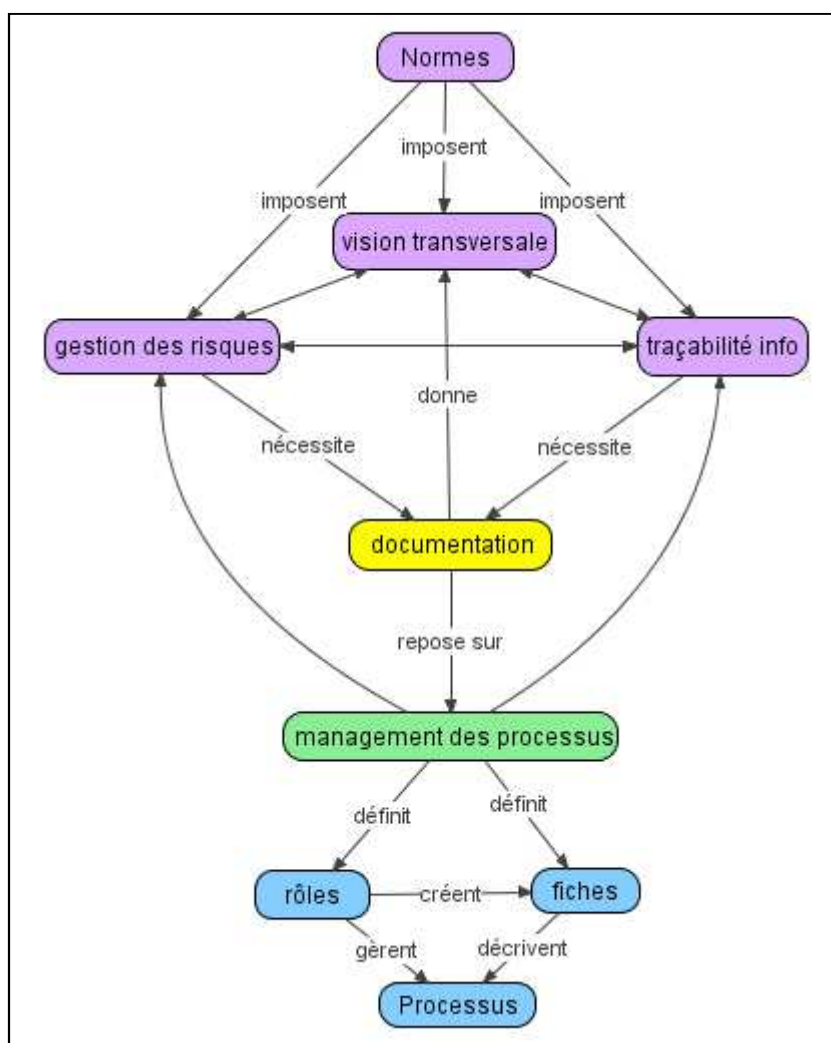 Normes
imposent
imposent
imposent
vision transversale
gestion des risques
traçabilité info
donne
nécessite
nécessite
documentation
repose sur
management des processus
définit
définit
rôles
créent
fiches
gèrent
décrivent
Processus